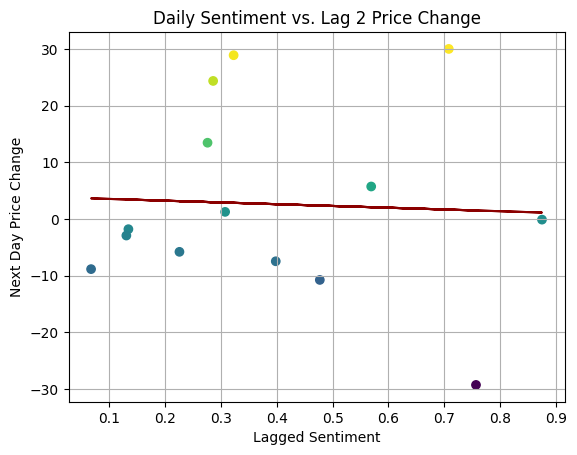 Daily Sentiment vs. Lag 2 Price Change
Next Day Price Change
30
20
10
0
−10
−20
−30
0.1 0.2 0.3 0.4 0.5 0.6 0.7 0.8 0.9
Lagged Sentiment